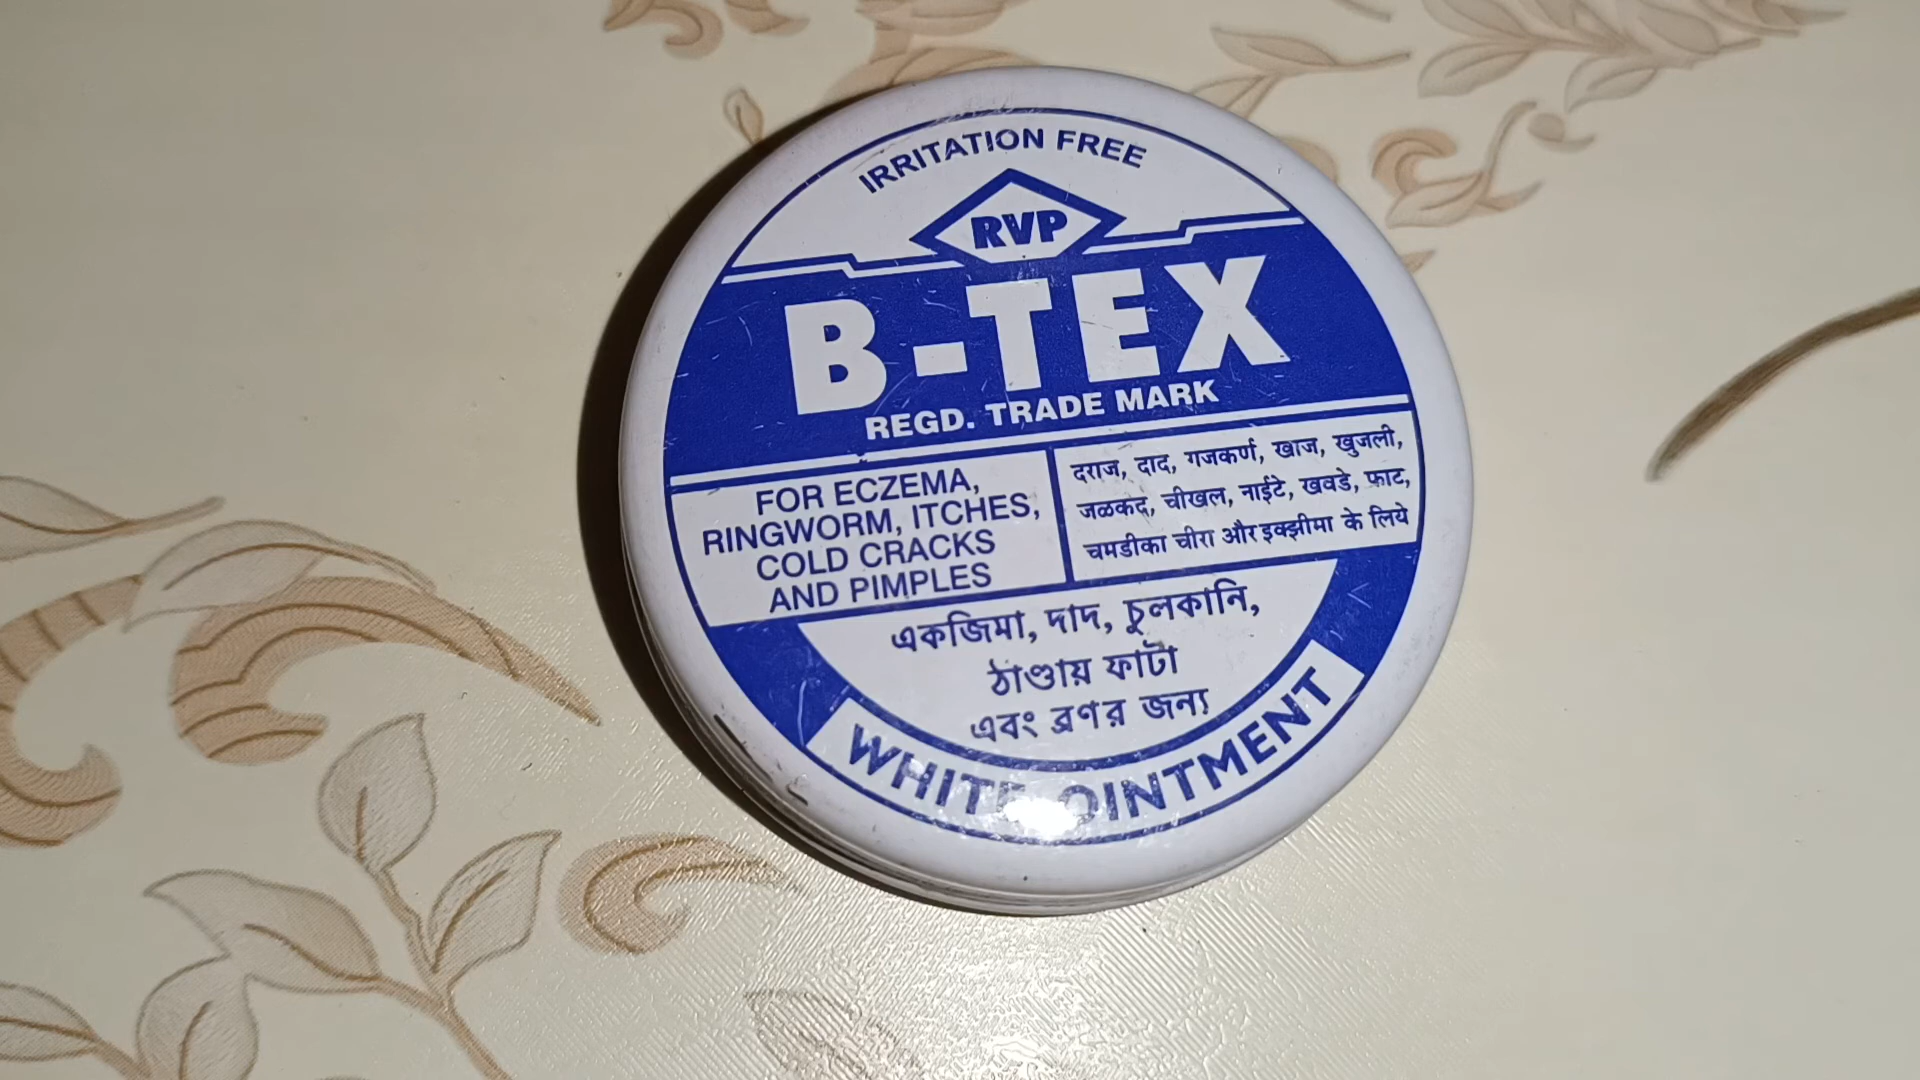 IRRITATION FREE
RVP
B-TEX
REGD. TRADE MARK
FOR ECZEMA,
RINGWORM, ITCHES,
COLD CRACKS
AND PIMPLES
दराज, दाद, गजकर्ण, खाज, खुजली,
जळकद, चीखल, नाईटे, खवडे, फाट,
चमडीका चीरा और इक्झीमा के लिये
একজিমা, দাদ, চুলকানি,
ঠাণ্ডায় ফাটা
এবং ব্রণর জন্য
WHITE OINTMENT